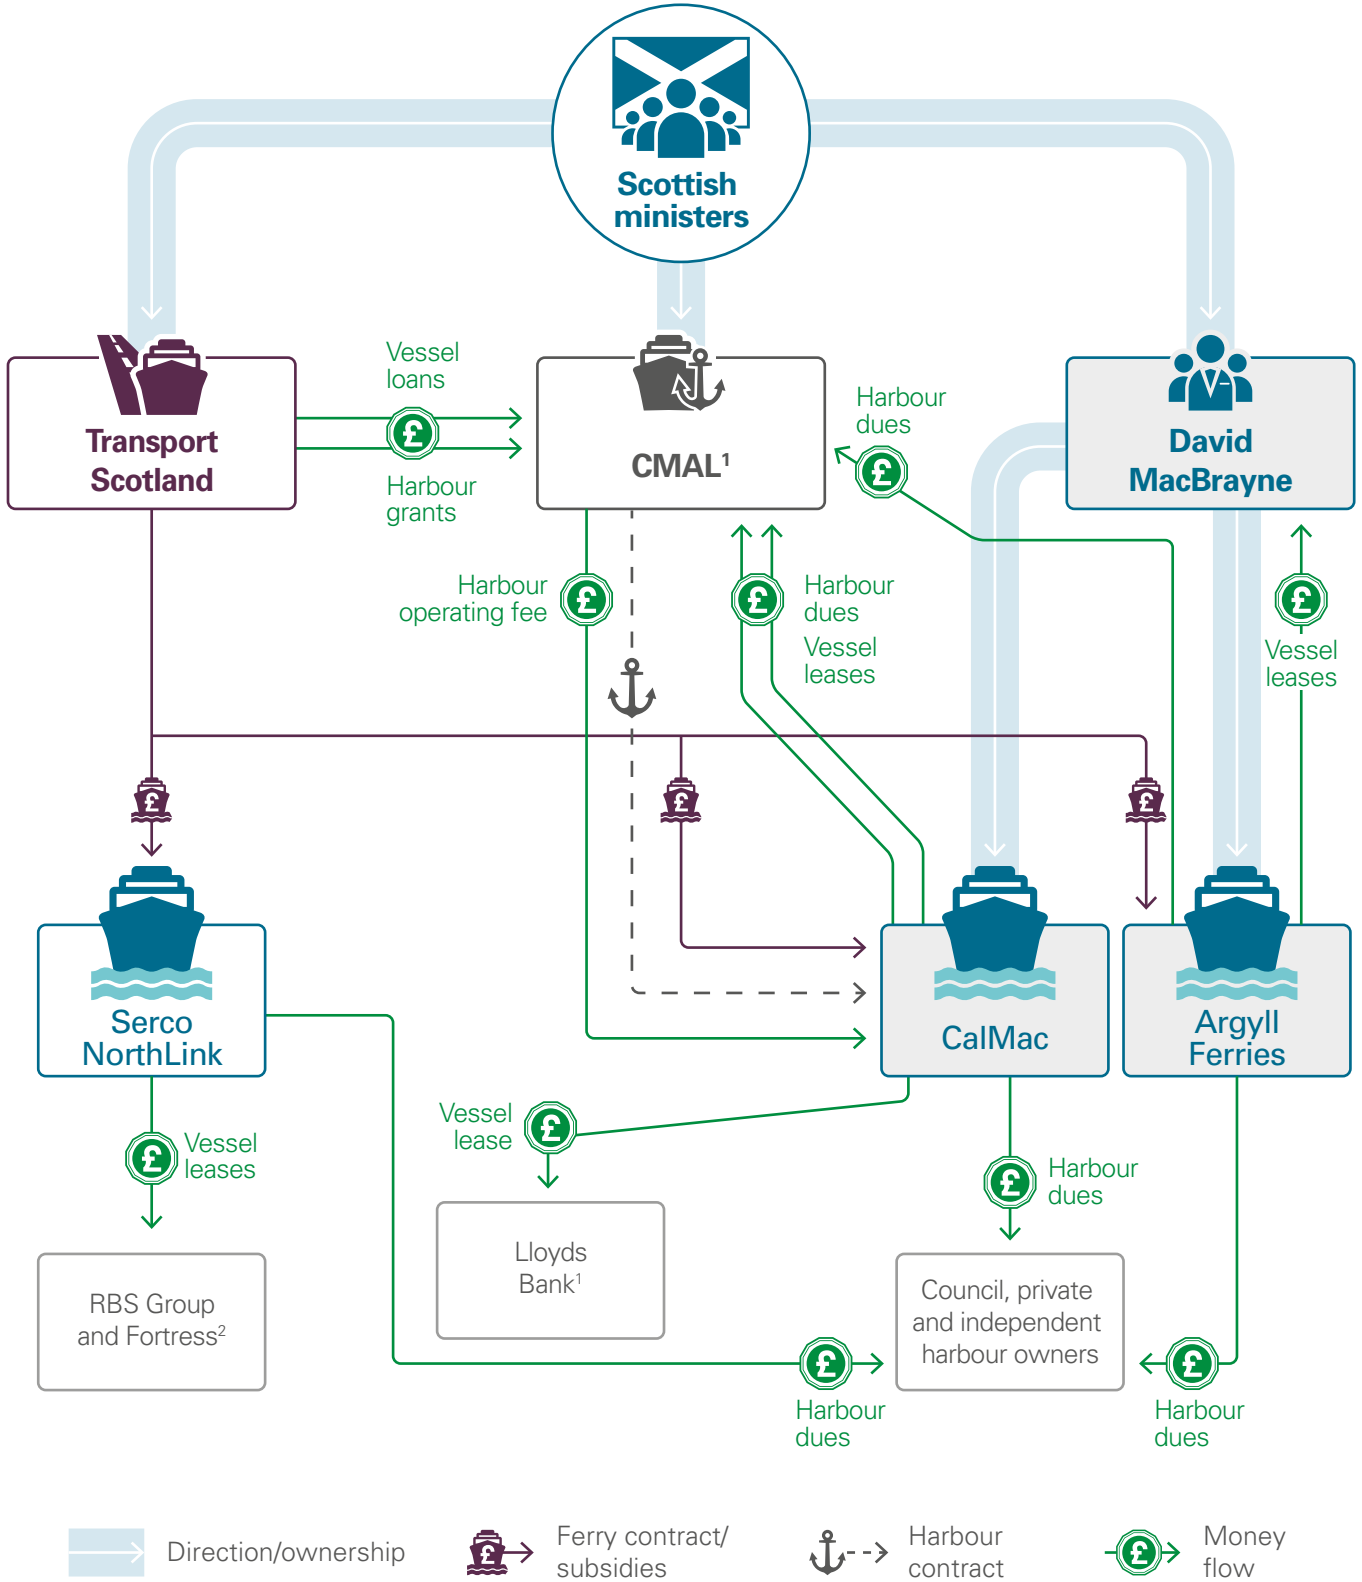 Scottish
ministers
Transport
Scotland
Vessel
loans
£
Harbour
grants
CMAL¹
Harbour
dues
£
David
MacBrayne
Harbour
operating fee
£
£
Harbour
dues
Vessel
leases
£
Vessel
leases
£
£
£
Serco
NorthLink
CalMac
Argyll
Ferries
£
Vessel
leases
Vessel
lease
£
£
Harbour
dues
RBS Group
and Fortress²
Lloyds
Bank¹
Council, private
and independent
harbour owners
£
Harbour
dues
£
Harbour
dues
Direction/ownership
£
Ferry contract/
subsidies
Harbour
contract
£
Money
flow